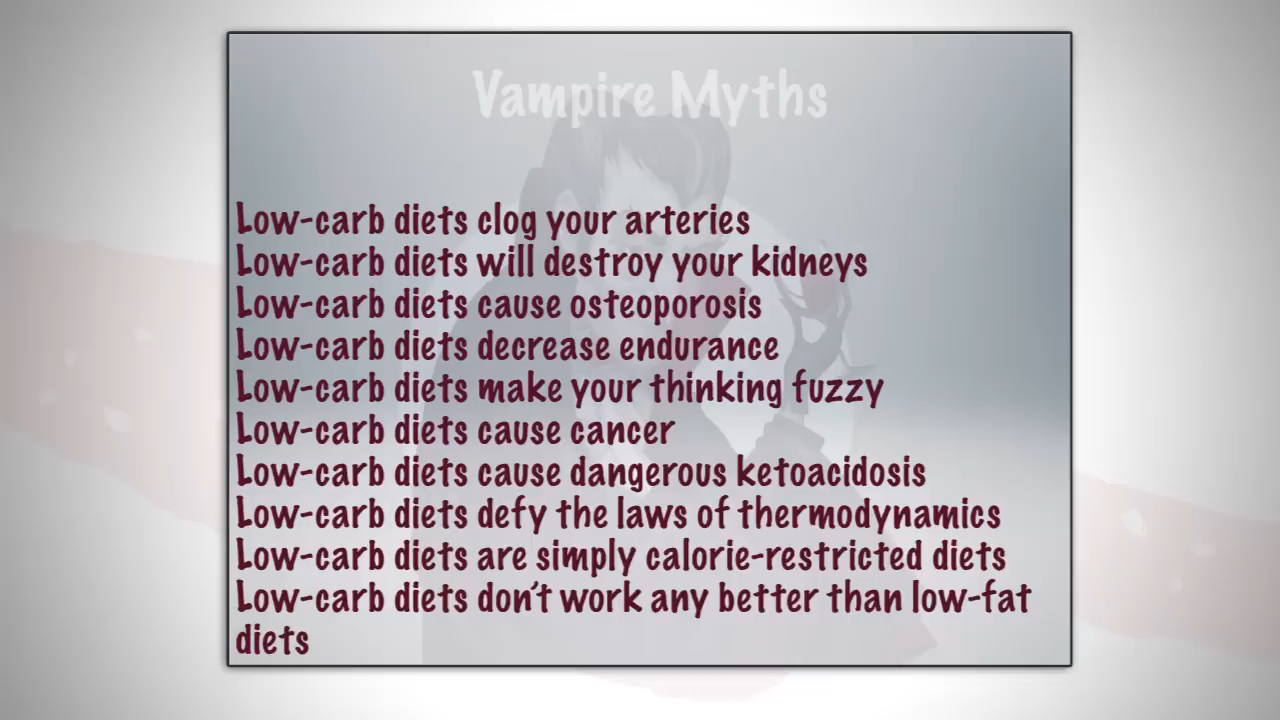 Vampire Myths
Low-carb diets clog your arteries
Low-carb diets will destroy your kidneys
Low-carb diets cause osteoporosis
Low-carb diets decrease endurance
Low-carb diets make your thinking fuzzy
Low-carb diets cause cancer
Low-carb diets cause dangerous ketoacidosis
Low-carb diets defy the laws of thermodynamics
Low-carb diets are simply calorie-restricted diets
Low-carb diets don’t work any better than low-fat
diets